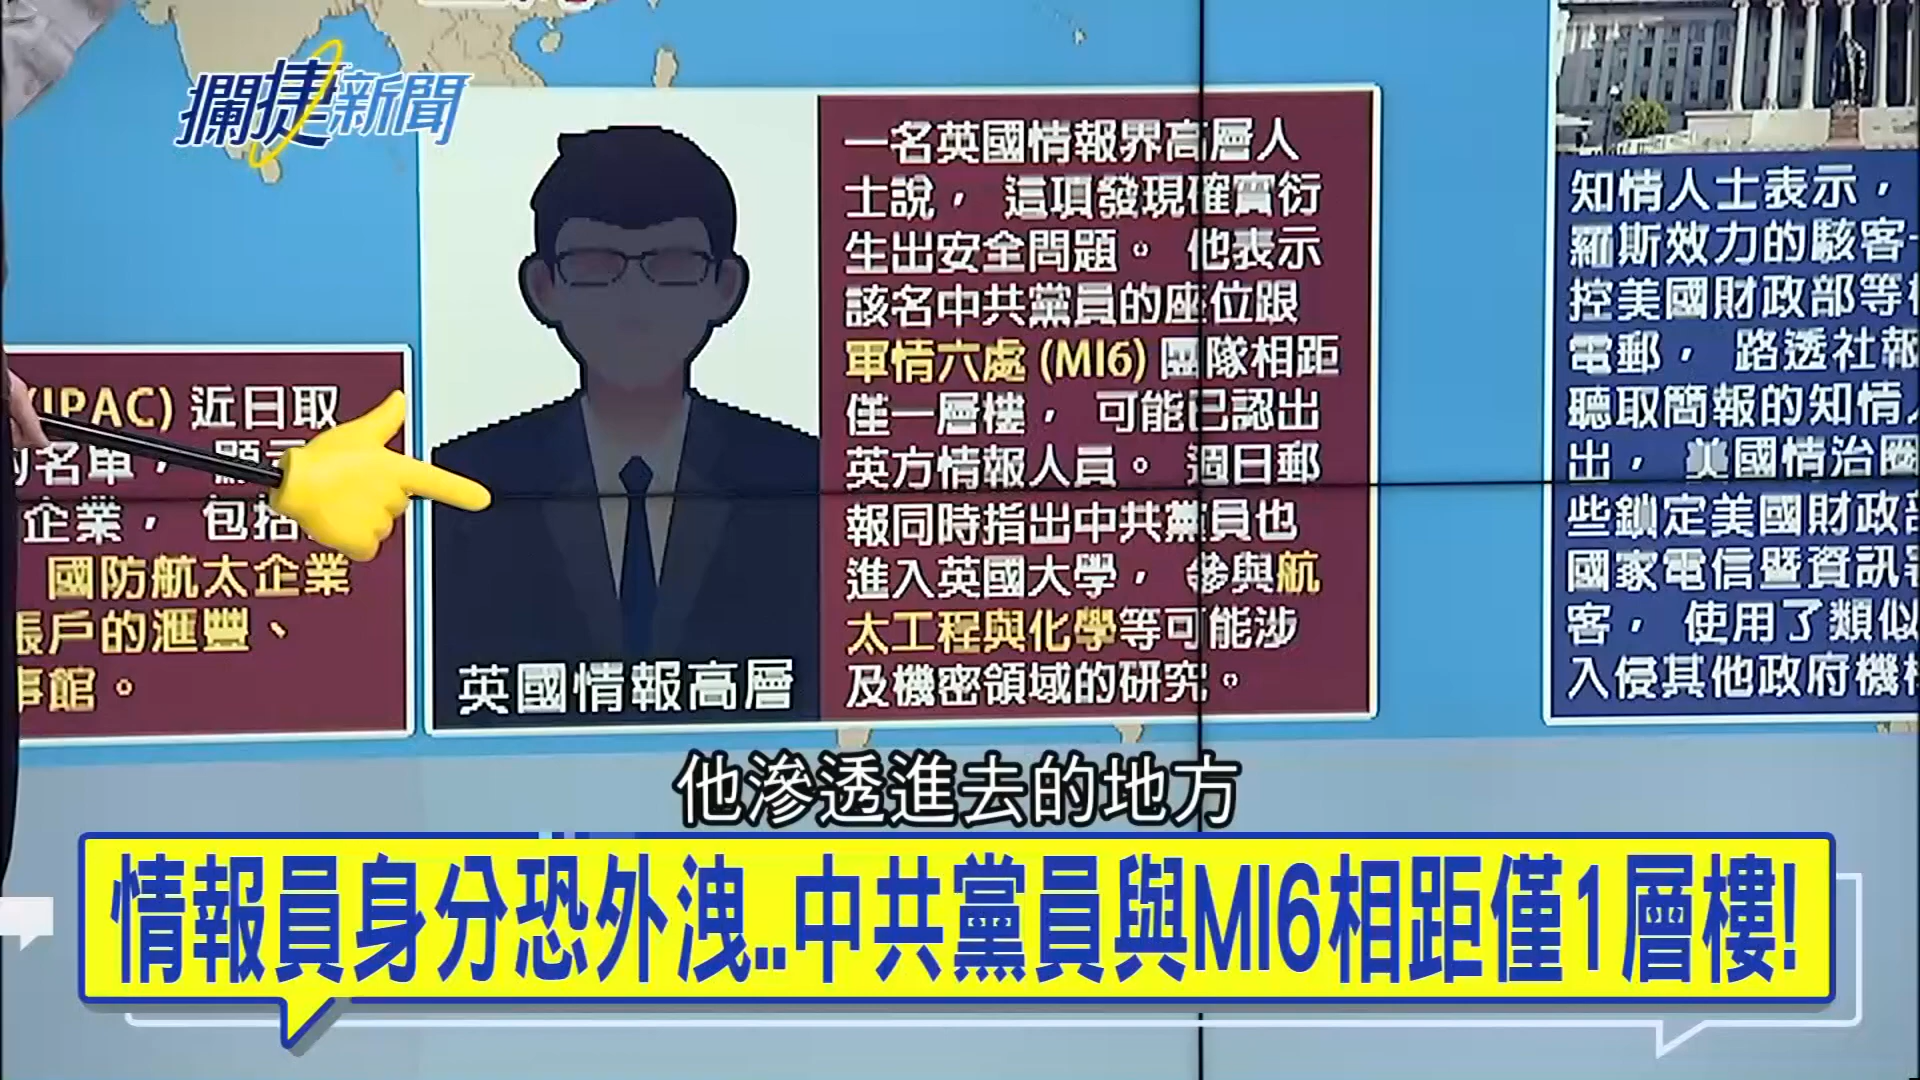 攔捷新聞
(IPAC) 近日取
的名單，顯示
企業，包括
國防航太企業
帳戶的滙豐、
事館。
英國情報高層
一名英國情報界高層人
士說，這項發現確實衍
生出安全問題。他表示
該名中共黨員的座位跟
軍情六處 (MI6) 團隊相距
僅一層樓，可能已認出
英方情報人員。週日郵
報同時指出中共黨員也
進入英國大學，參與航
太工程與化學等可能涉
及機密領域的研究。
知情人士表示，
羅斯效力的駭客
控美國財政部等
電郵，路透社報
聽取簡報的知情
出，美國情治圈
些鎖定美國財政部
國家電信暨資訊
客，使用了類似
入侵其他政府機
他滲透進去的地方
情報員身分恐外洩..中共黨員與MI6相距僅1層樓!